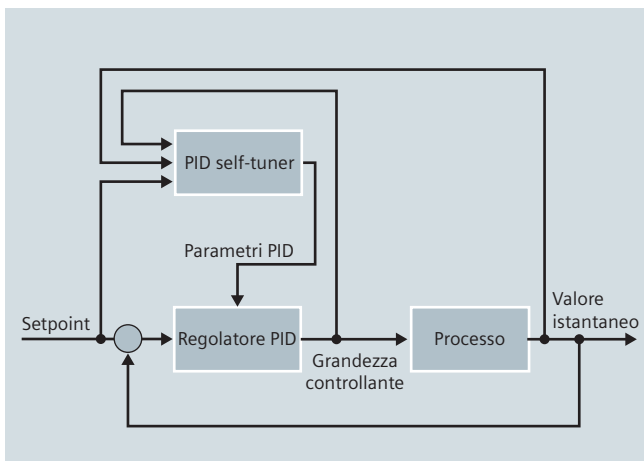 PID self-tuner
Parametri PID
Setpoint
Regolatore PID
Grandezza
controllante
Processo
Valore
istantaneo